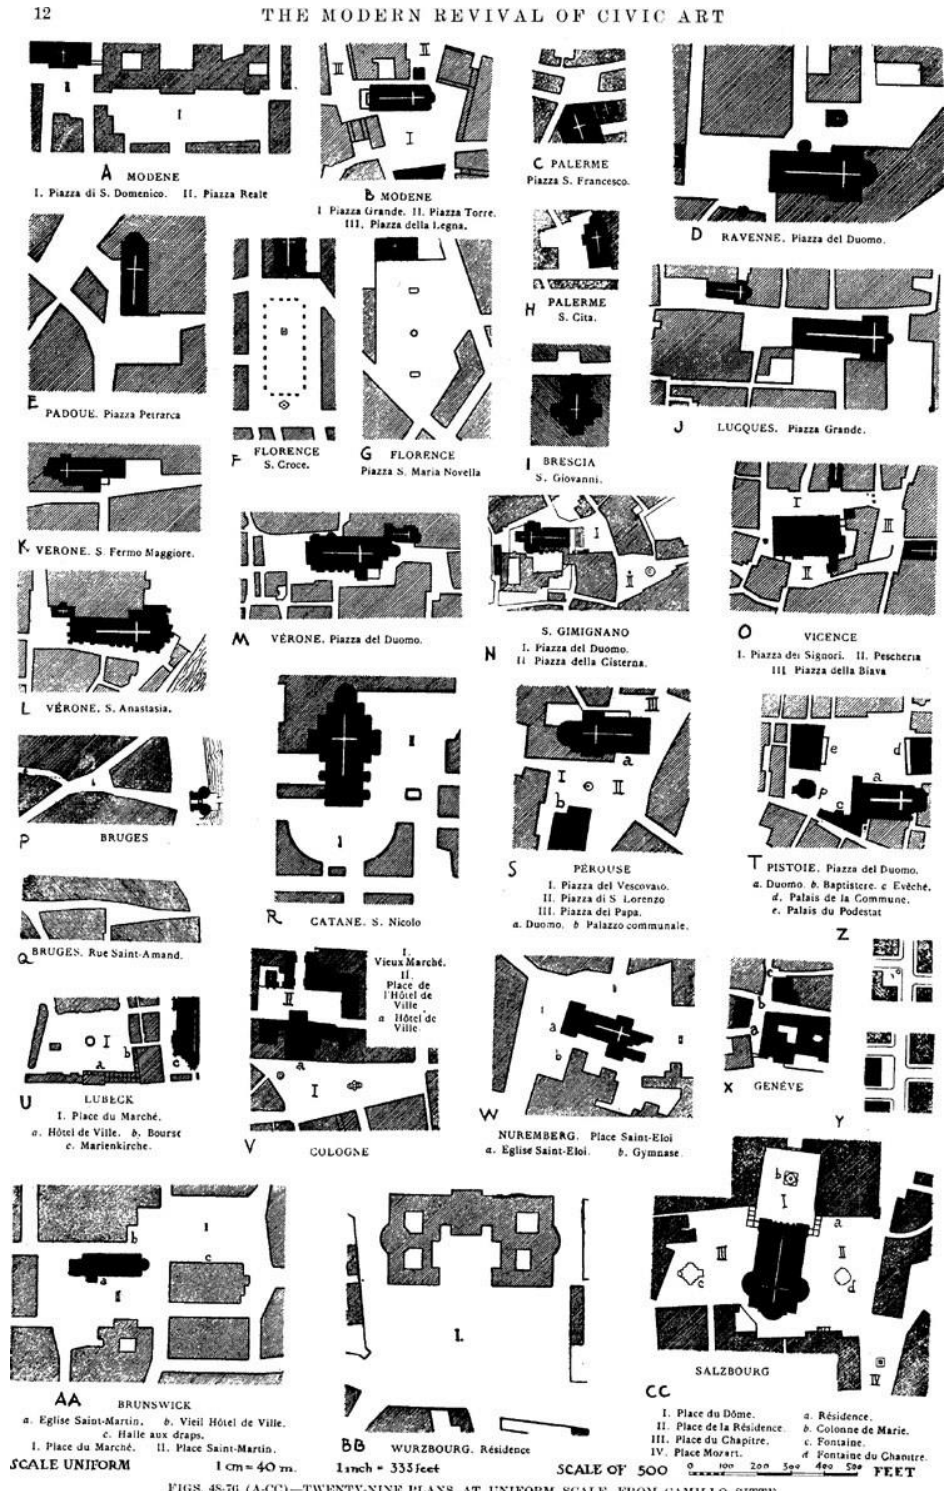 12
THE MODERN REVIVAL OF CIVIC ART
A MODENE
I. Piazza di S. Domenico. II. Piazza Reale
B MODENE
I Piazza Grande. II. Piazza Torre.
III. Piazza della Legna.
C PALERME
Piazza S. Francesco.
D RAVENNE. Piazza del Duomo.
E PADOUE. Piazza Petrarca
F FLORENCE
S. Croce.
G FLORENCE
Piazza S. Maria Novella
H PALERME
S. Cita.
I BRESCIA
S. Giovanni.
J LUCQUES. Piazza Grande.
K VERONE. S. Fermo Maggiore.
L VÉRONE. S. Anastasia.
M VÉRONE. Piazza del Duomo.
N S. GIMIGNANO
I. Piazza del Duomo.
II Piazza della Cisterna.
O VICENCE
I. Piazza dei Signori. II. Pescheria
III Piazza della Biava
P BRUGES
Q BRUGES. Rue Saint-Amand.
R CATANE. S. Nicolo
S PÉROUSE
I. Piazza del Vescovato.
II. Piazza di S Lorenzo
III. Piazza dei Papa.
a. Duomo. b Palazzo communale.
T PISTOIE. Piazza del Duomo.
a. Duomo. b. Baptistere. c Evêché.
d. Palais de la Commune.
e. Palais du Podestat
U LUBECK
I. Place du Marché.
a. Hôtel de Ville. b. Bourse
c. Marienkirche.
I.
Vieux Marché.
II.
Place de
l'Hôtel de
Ville
a Hôtel de
Ville
V COLOGNE
W NUREMBERG. Place Saint-Eloi
a. Eglise Saint-Eloi. b. Gymnase
X GENÉVE
Z
Y
AA BRUNSWICK
a. Eglise Saint-Martin. b. Vieil Hôtel de Ville.
c. Halle aux draps.
I. Place du Marché. II. Place Saint-Martin.
BB WURZBOURG. Résidence
SALZBOURG
CC
I. Place du Dôme. a. Résidence.
II. Place de la Résidence. b. Colonne de Marie.
III. Place du Chapitre. c. Fontaine.
IV. Place Mozart. d Fontaine du Chapitre.
SCALE UNIFORM 1 cm = 40 m. 1 inch = 333 feet SCALE OF 500 0 100 200 300 400 500 FEET
FIGS. 48-76 (A-CC)—TWENTY-NINE PLANS, AT UNIFORM SCALE, FROM CAMILLO SITTE